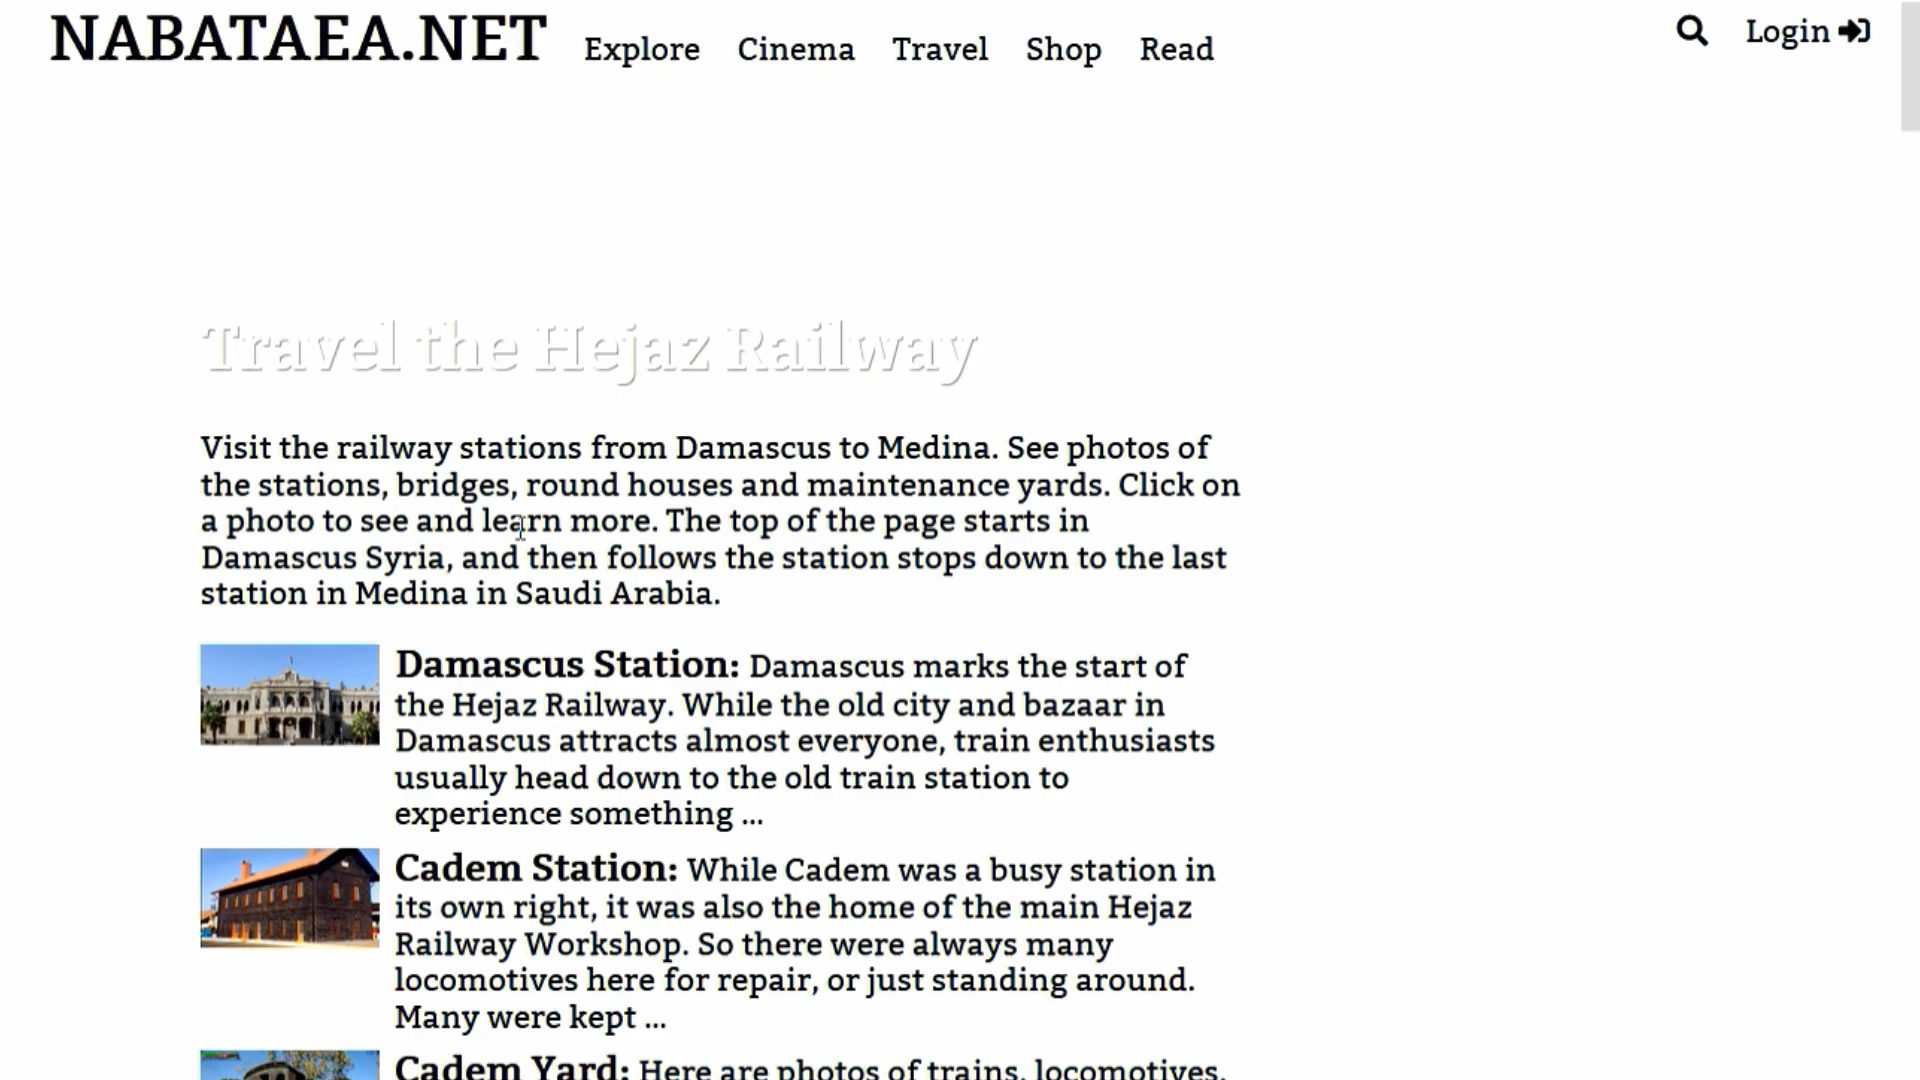 NABATAEA.NET Explore Cinema Travel Shop Read Login
Travel the Hejaz Railway
Visit the railway stations from Damascus to Medina. See photos of
the stations, bridges, round houses and maintenance yards. Click on
a photo to see and learn more. The top of the page starts in
Damascus Syria, and then follows the station stops down to the last
station in Medina in Saudi Arabia.
Damascus Station: Damascus marks the start of
the Hejaz Railway. While the old city and bazaar in
Damascus attracts almost everyone, train enthusiasts
usually head down to the old train station to
experience something ...
Cadem Station: While Cadem was a busy station in
its own right, it was also the home of the main Hejaz
Railway Workshop. So there were always many
locomotives here for repair, or just standing around.
Many were kept ...
Cadem Yard: Here are photos of trains, locomotives,